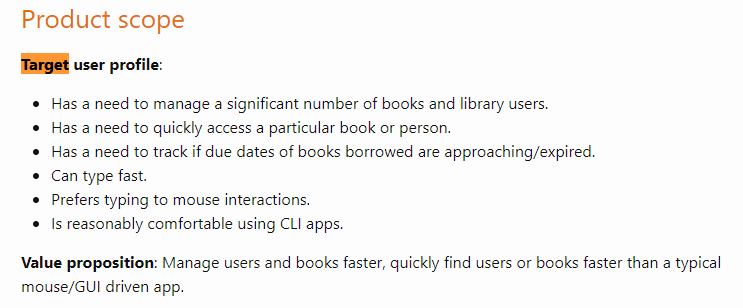 Product scope
Target user profile:
• Has a need to manage a significant number of books and library users.
• Has a need to quickly access a particular book or person.
• Has a need to track if due dates of books borrowed are approaching/expired.
• Can type fast.
• Prefers typing to mouse interactions.
• Is reasonably comfortable using CLI apps.
Value proposition: Manage users and books faster, quickly find users or books faster than a typical
mouse/GUI driven app.